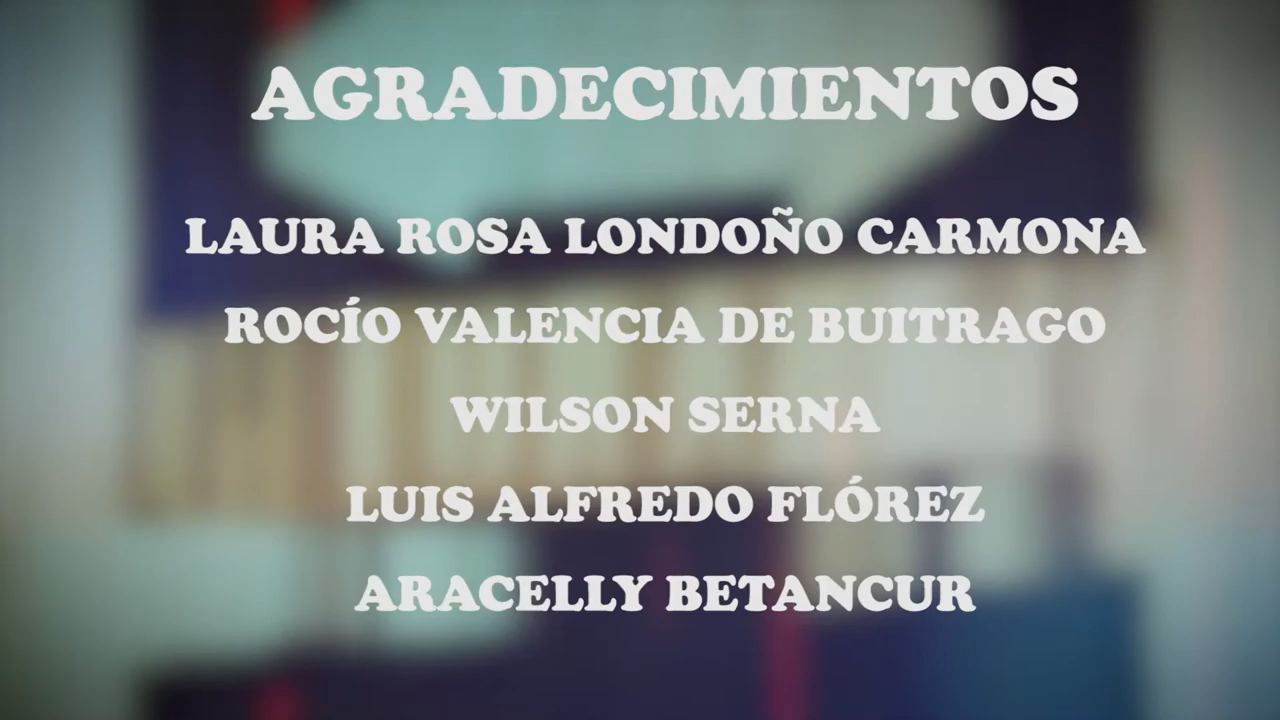 AGRADECIMIENTOS
LAURA ROSA LONDOÑO CARMONA
ROCÍO VALENCIA DE BUITRAGO
WILSON SERNA
LUIS ALFREDO FLÓREZ
ARACELLY BETANCUR